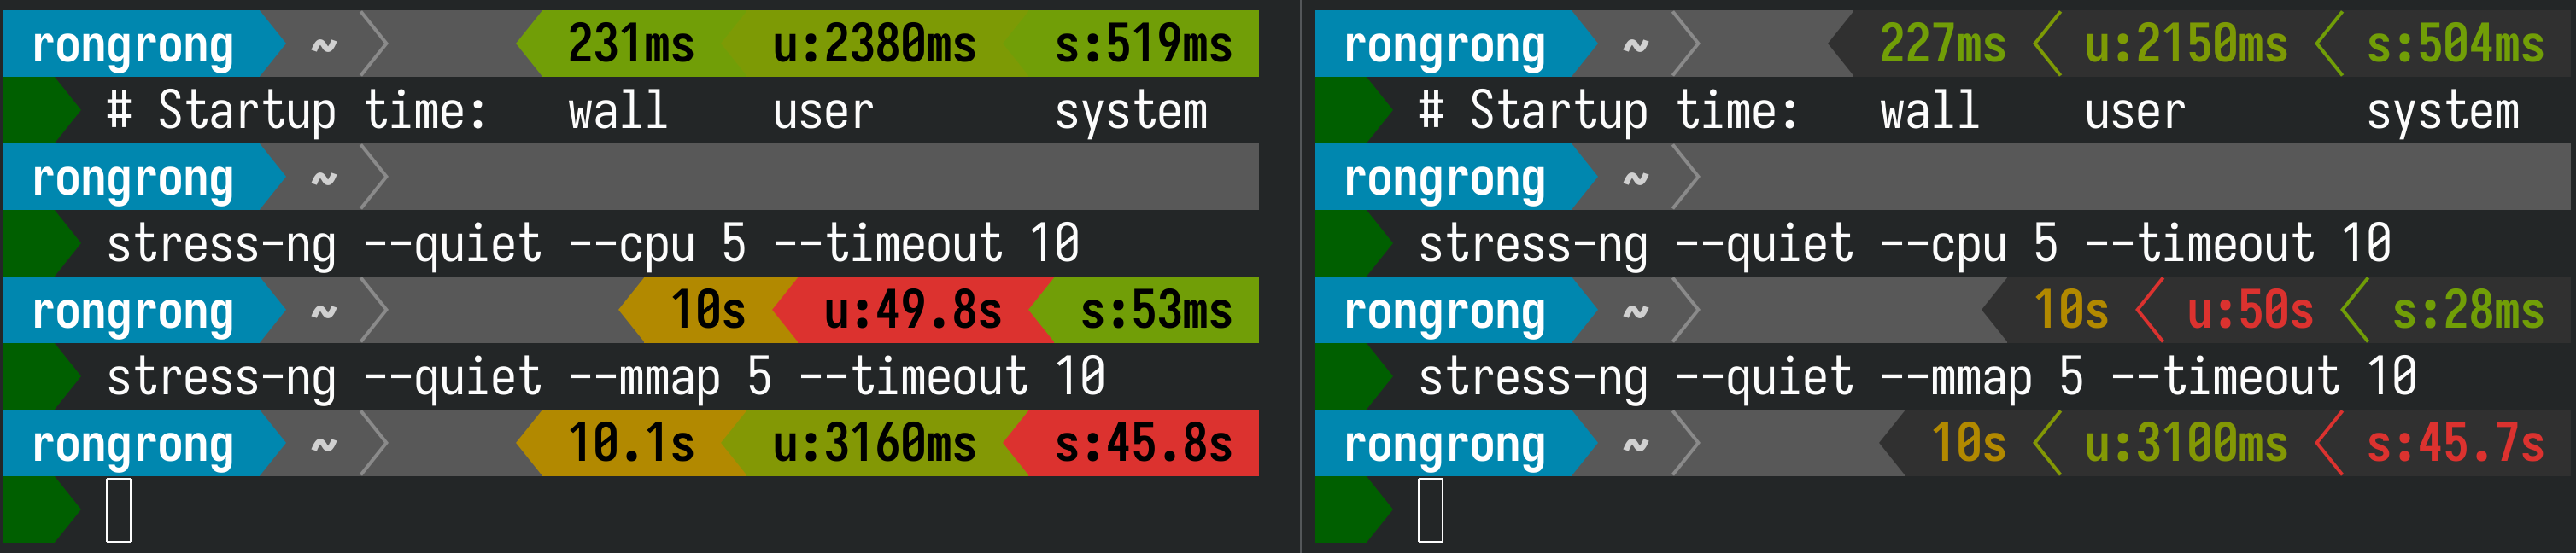 rongrong ~ 231ms u:2380ms s:519ms
# Startup time: wall user system
rongrong ~
stress-ng --quiet --cpu 5 --timeout 10
rongrong ~ 10s u:49.8s s:53ms
stress-ng --quiet --mmap 5 --timeout 10
rongrong ~ 10.1s u:3160ms s:45.8s
rongrong ~ 227ms u:2150ms s:504ms
# Startup time: wall user system
rongrong ~
stress-ng --quiet --cpu 5 --timeout 10
rongrong ~ 10s u:50s s:28ms
stress-ng --quiet --mmap 5 --timeout 10
rongrong ~ 10s u:3100ms s:45.7s